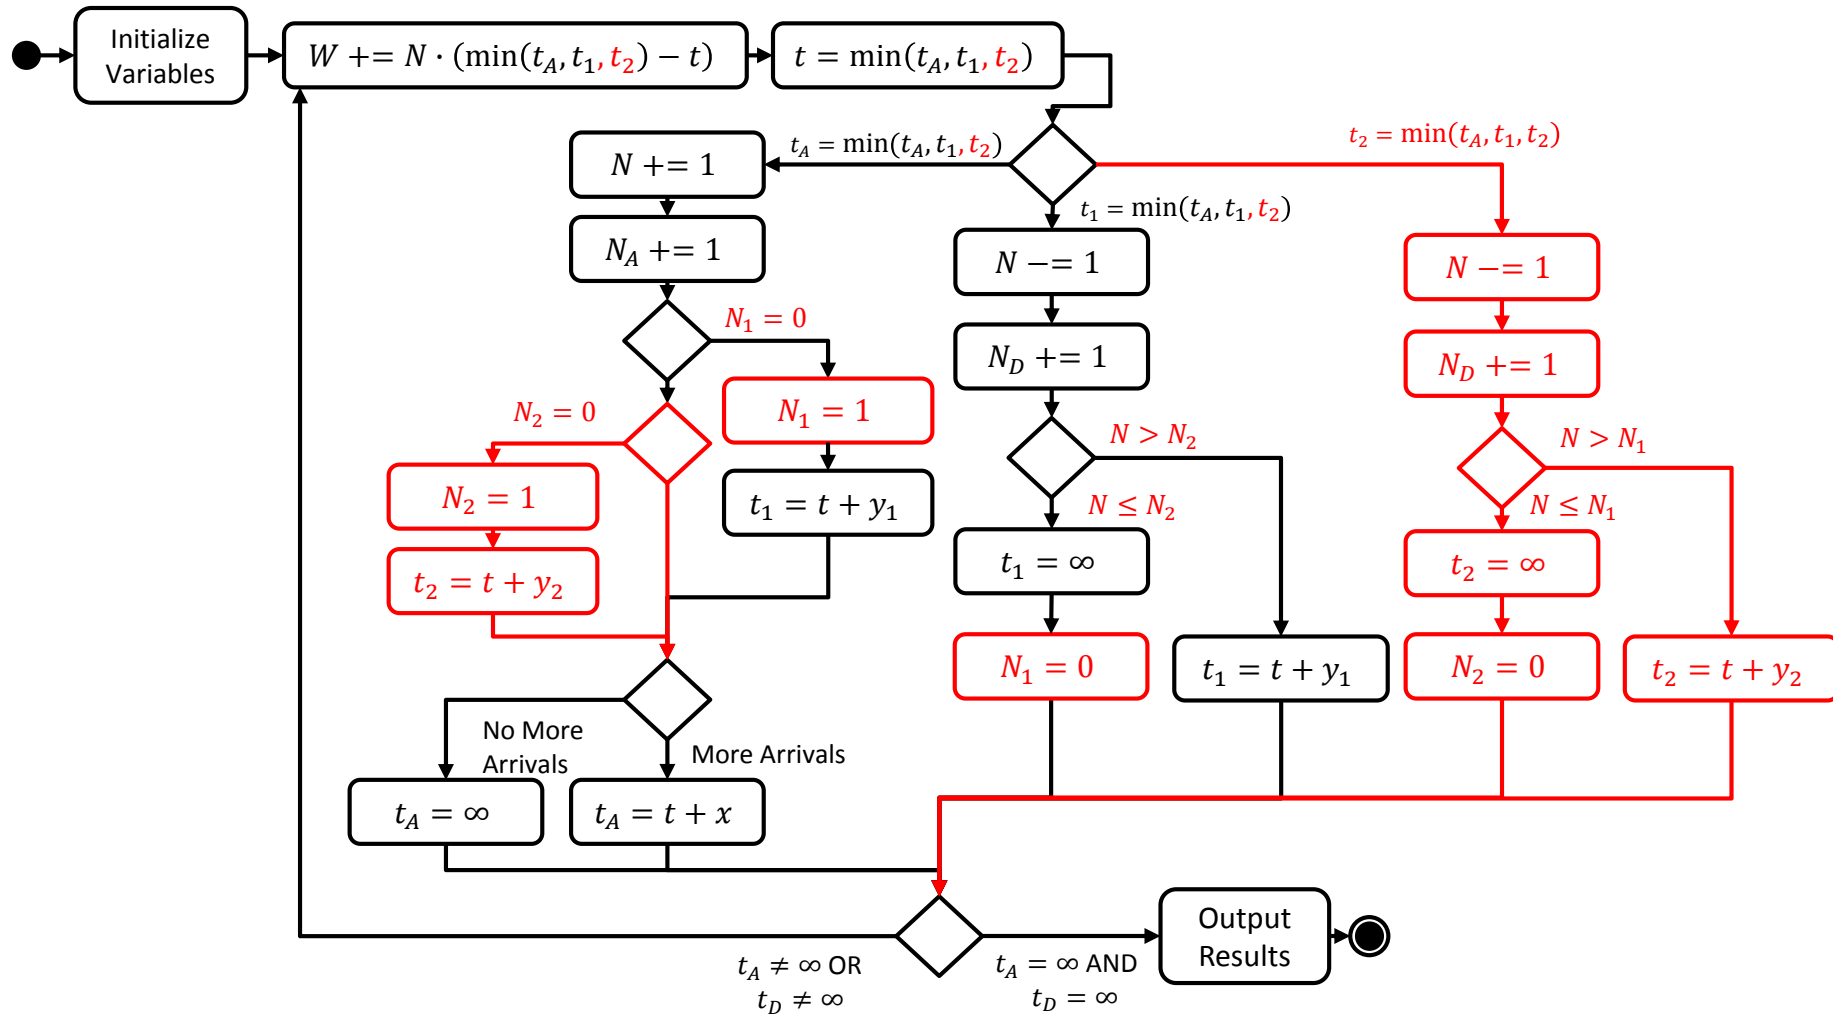 Initialize
Variables
W += N · (min(t_A, t_1, t_2) − t)
t = min(t_A, t_1, t_2)
t_A = min(t_A, t_1, t_2)
t_2 = min(t_A, t_1, t_2)
t_1 = min(t_A, t_1, t_2)
N += 1
N_A += 1
N −= 1
N −= 1
N_D += 1
N_D += 1
N_1 = 0
N_2 = 0
N_1 = 1
N_2 = 1
t_1 = t + y_1
t_2 = t + y_2
N > N_2
N ≤ N_2
N > N_1
N ≤ N_1
t_1 = ∞
t_2 = ∞
N_1 = 0
t_1 = t + y_1
N_2 = 0
t_2 = t + y_2
No More
Arrivals
More Arrivals
t_A = ∞
t_A = t + x
t_A ≠ ∞ OR
t_D ≠ ∞
t_A = ∞ AND
t_D = ∞
Output
Results